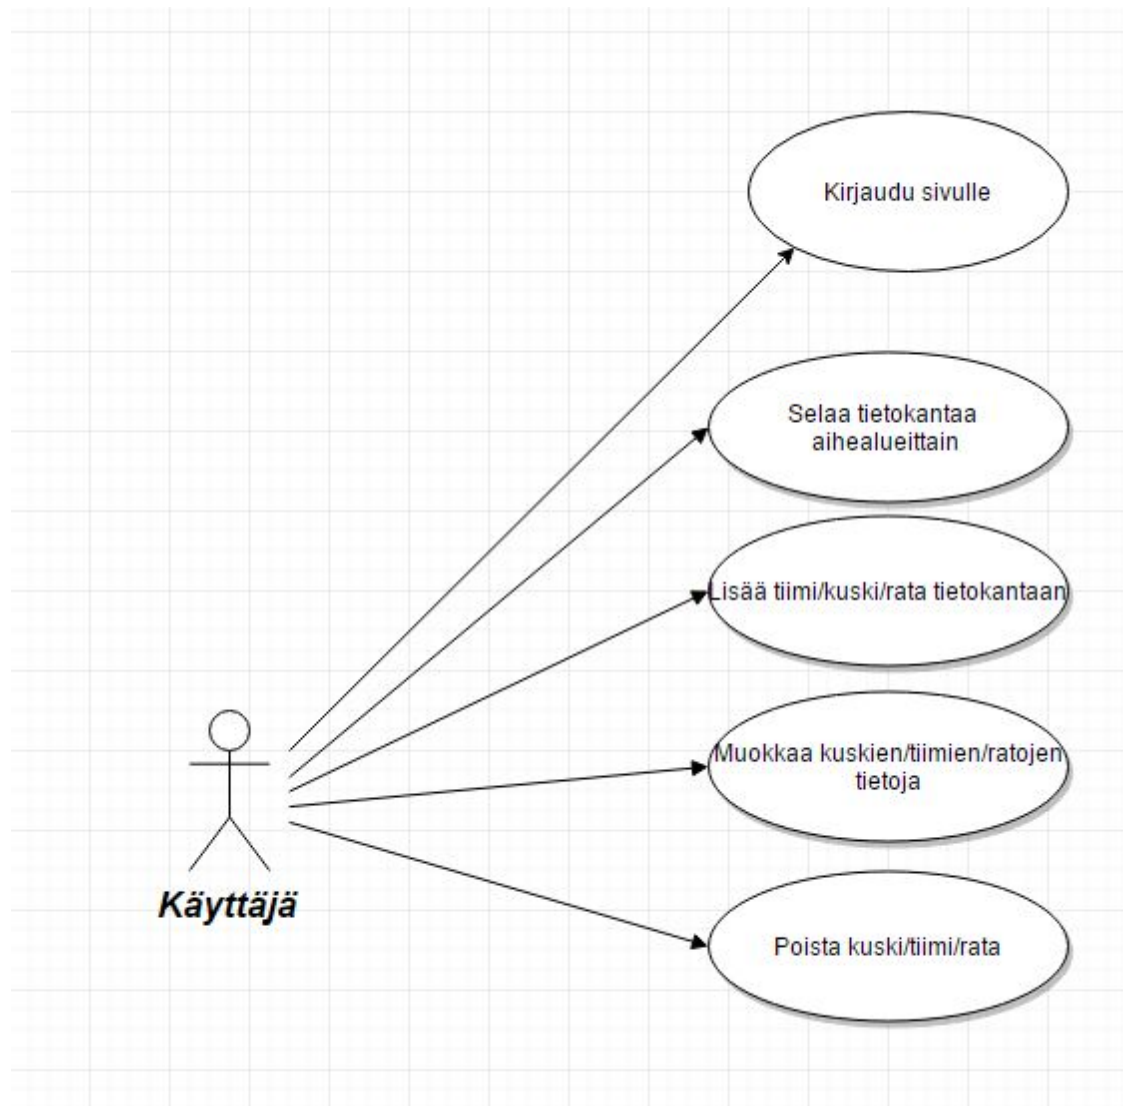 Kirjaudu sivulle
Selaa tietokantaa
aihealueittain
Lisää tiimi/kuski/rata tietokantaan
Muokkaa kuskien/tiimien/ratojen
tietoja
Käyttäjä
Poista kuski/tiimi/rata